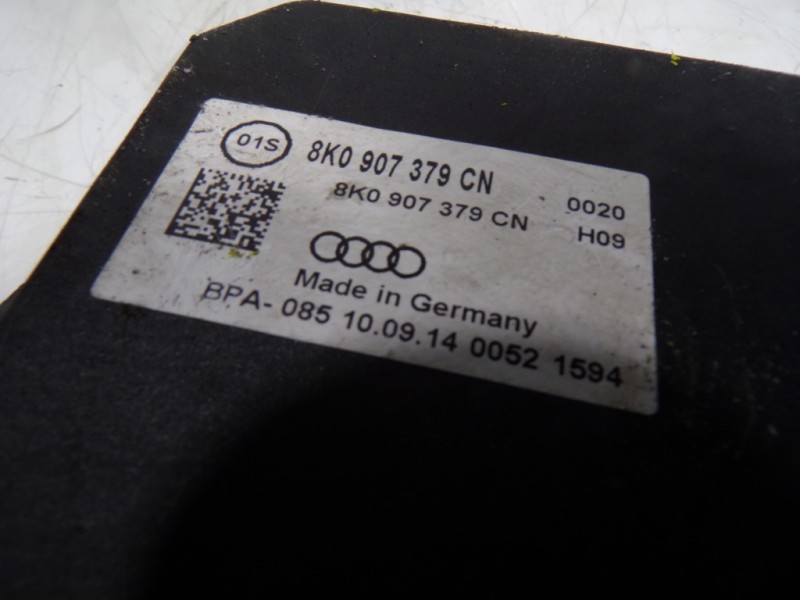 01S 8K0 907 379 CN
8K0 907 379 CN 0020
H09
Made in Germany
BPA- 085 10.09.14 0052 1594